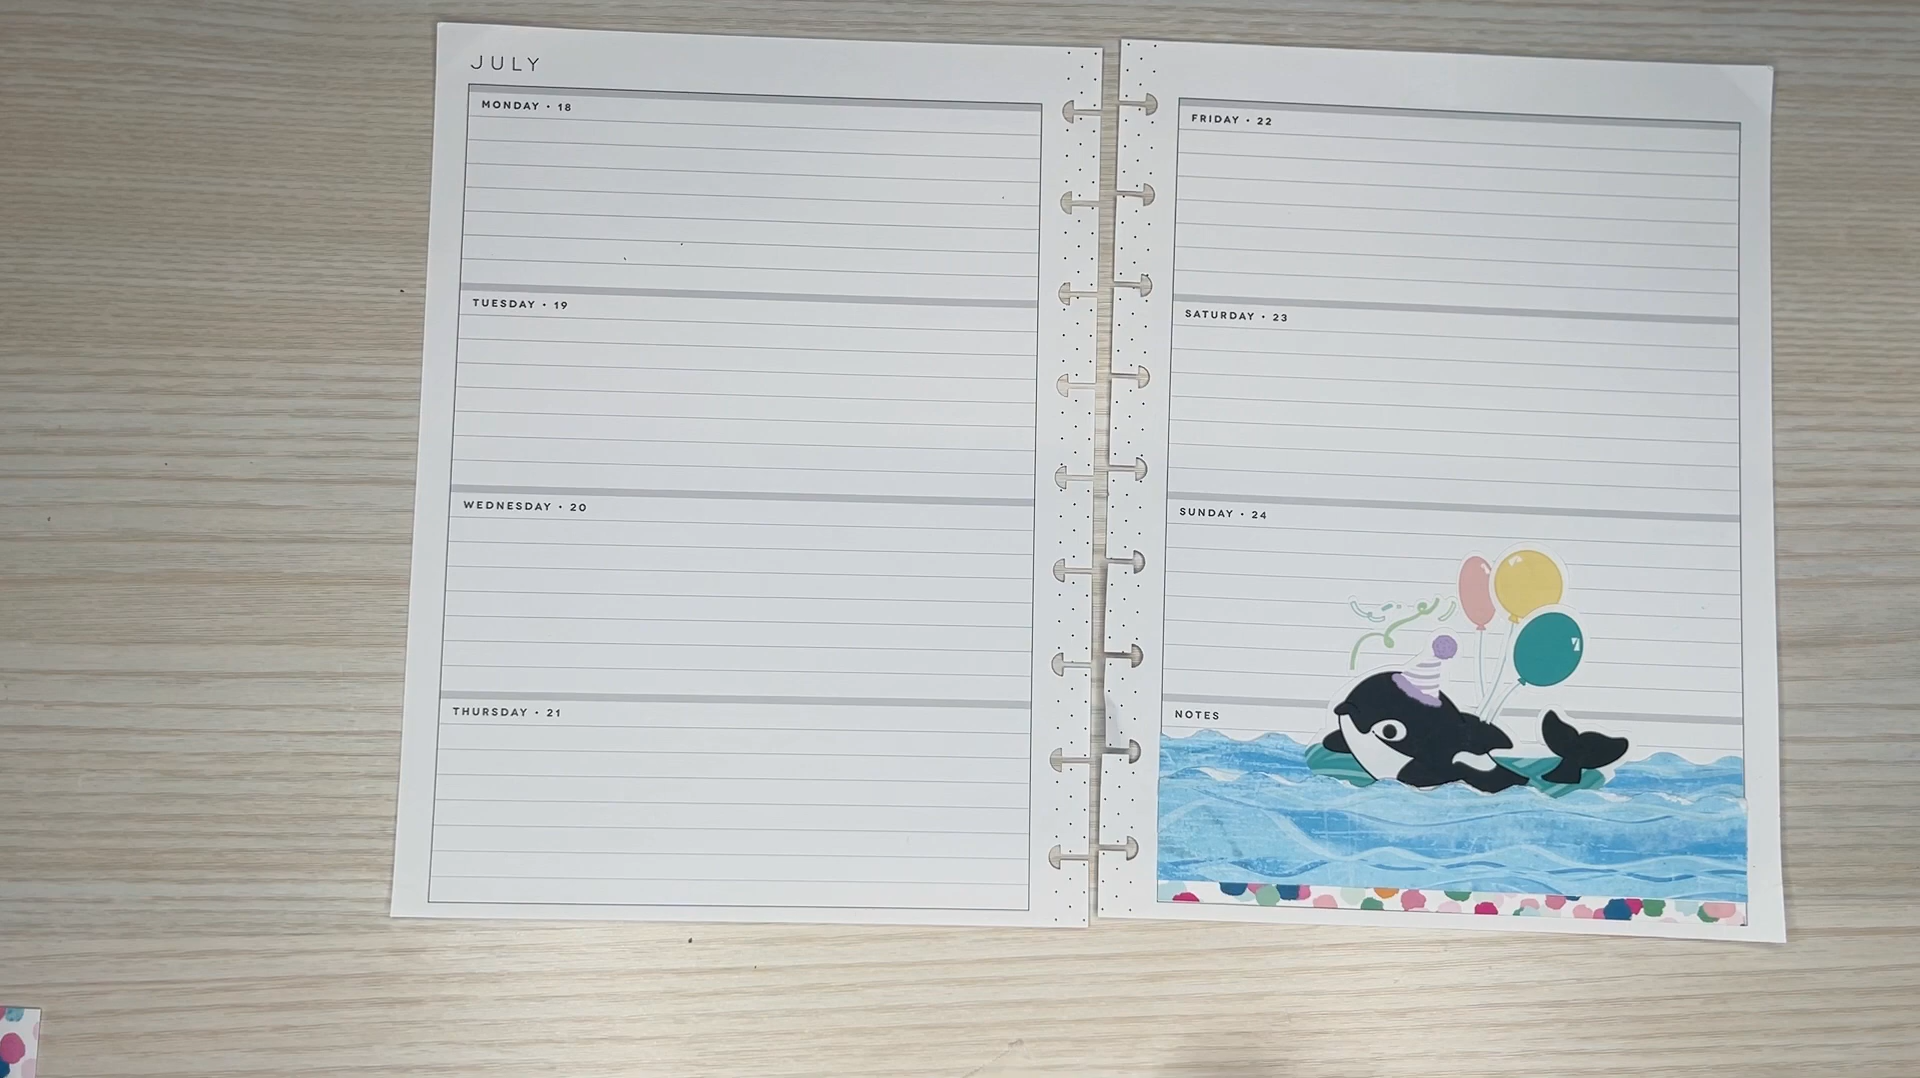 JULY
MONDAY • 18
TUESDAY • 19
WEDNESDAY • 20
THURSDAY • 21
FRIDAY • 22
SATURDAY • 23
SUNDAY • 24
NOTES